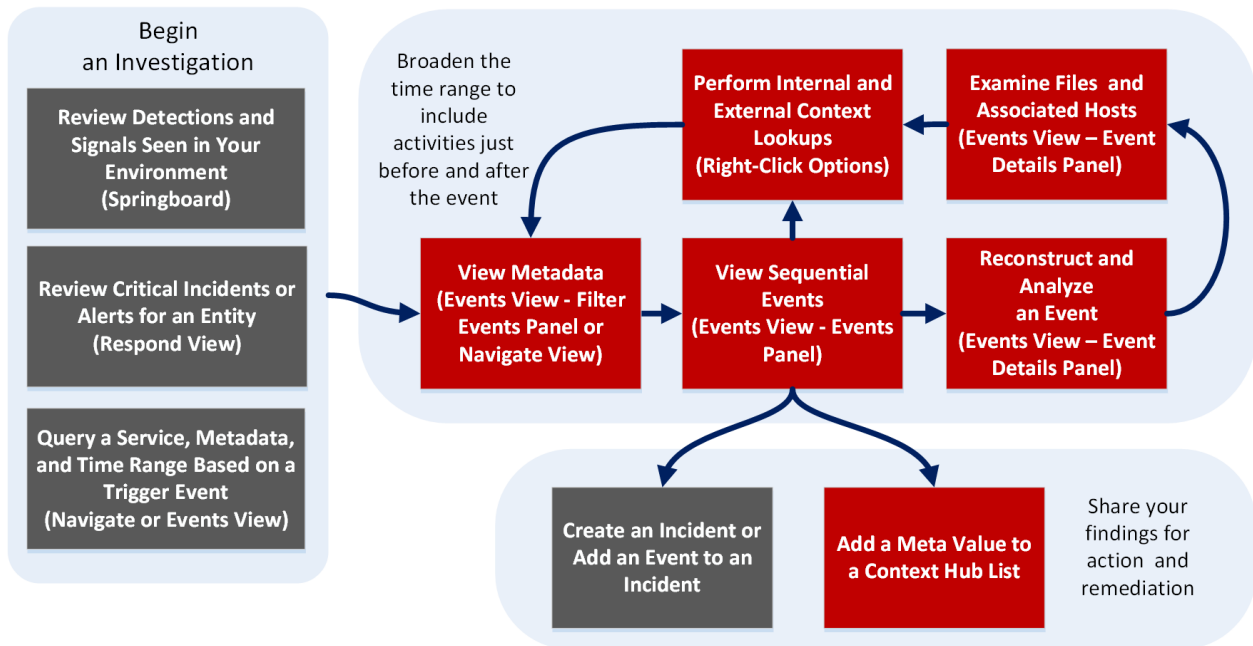 Begin
an Investigation
Review Detections and
Signals Seen in Your
Environment
(Springboard)
Review Critical Incidents or
Alerts for an Entity
(Respond View)
Query a Service, Metadata,
and Time Range Based on a
Trigger Event
(Navigate or Events View)
Broaden the
time range to
include
activities just
before and after
the event
Perform Internal and
External Context
Lookups
(Right-Click Options)
Examine Files and
Associated Hosts
(Events View – Event
Details Panel)
View Metadata
(Events View - Filter
Events Panel or
Navigate View)
View Sequential
Events
(Events View - Events
Panel)
Reconstruct and
Analyze
an Event
(Events View – Event
Details Panel)
Create an Incident or
Add an Event to an
Incident
Add a Meta Value to
a Context Hub List
Share your
findings for
action and
remediation